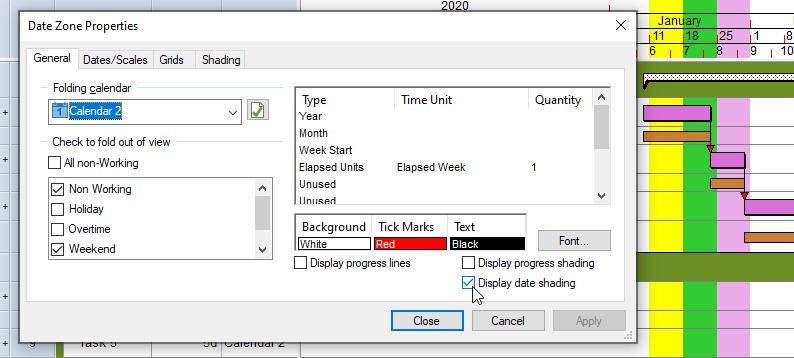 2020
Date Zone Properties
January
11 18 25 1 8
6 7 8 9 10
General Dates/Scales Grids Shading
Folding calendar
1 Calendar 2
Check to fold out of view
All non-Working
Non Working
Holiday
Overtime
Weekend
Type Time Unit Quantity
Year
Month
Week Start
Elapsed Units Elapsed Week 1
Unused
Unused
Background Tick Marks Text
White Red Black
Font...
Display progress lines
Display progress shading
Display date shading
Close Cancel Apply
9 Task 5 5d Calendar 2